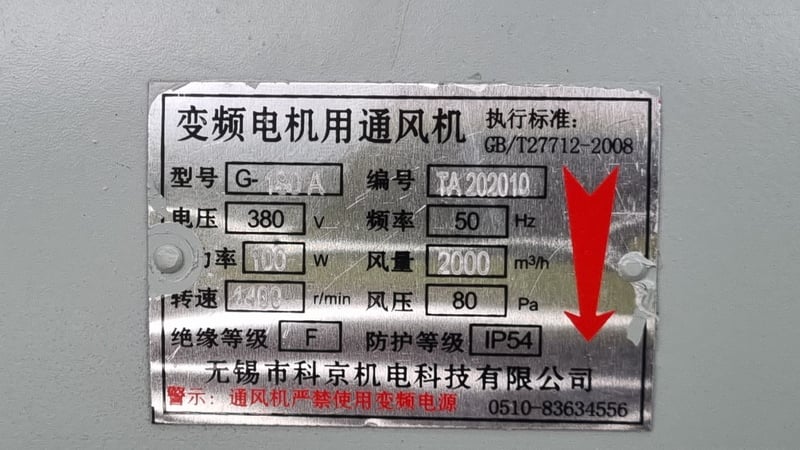 变频电机用通风机 执行标准:
GB/T27712-2008
型号 G-180A 编号 TA 202010
电压 380 V 频率 50 Hz
率 100 W 风量 2000 m³/h
转速 1400 r/min 风压 80 Pa
绝缘等级 F 防护等级 IP54
无锡市科京机电科技有限公司
警示: 通风机严禁使用变频电源 0510-83634556